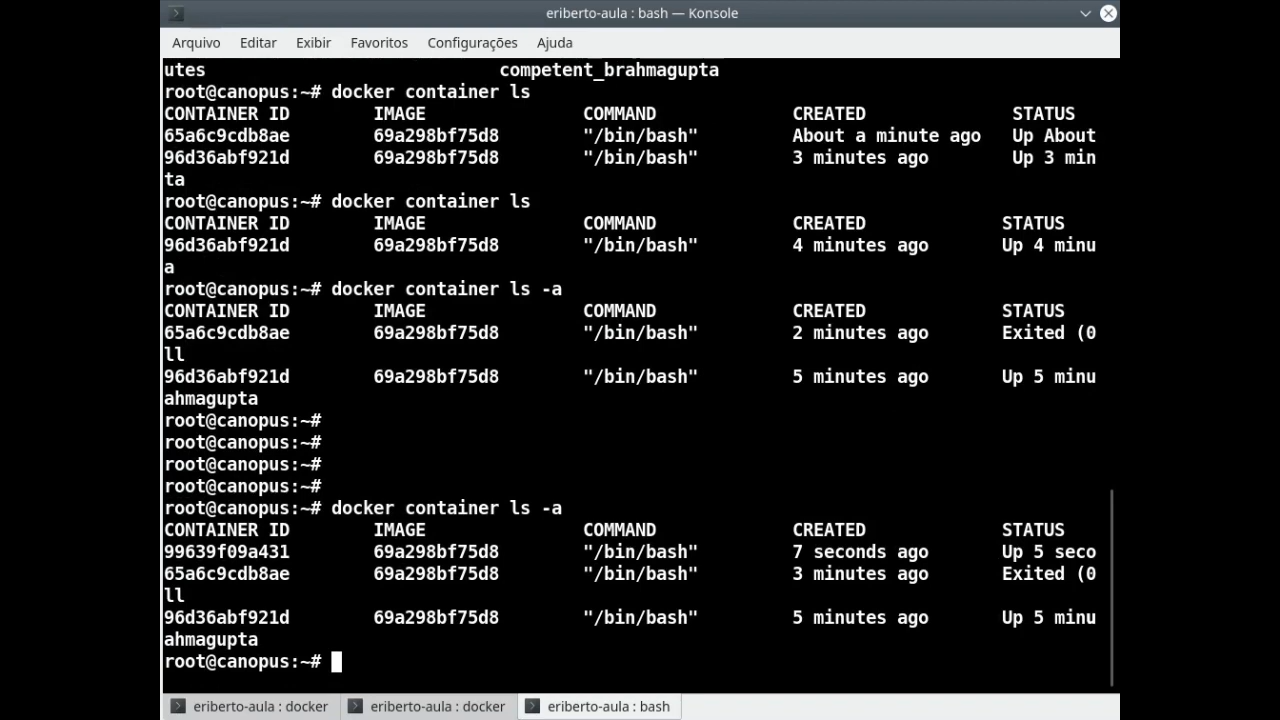 eriberto-aula : bash — Konsole
Arquivo Editar Exibir Favoritos Configurações Ajuda
utes competent_brahmagupta
root@canopus:~# docker container ls
CONTAINER ID IMAGE COMMAND CREATED STATUS
65a6c9cdb8ae 69a298bf75d8 "/bin/bash" About a minute ago Up About
96d36abf921d 69a298bf75d8 "/bin/bash" 3 minutes ago Up 3 min
ta
root@canopus:~# docker container ls
CONTAINER ID IMAGE COMMAND CREATED STATUS
96d36abf921d 69a298bf75d8 "/bin/bash" 4 minutes ago Up 4 minu
a
root@canopus:~# docker container ls -a
CONTAINER ID IMAGE COMMAND CREATED STATUS
65a6c9cdb8ae 69a298bf75d8 "/bin/bash" 2 minutes ago Exited (0
ll
96d36abf921d 69a298bf75d8 "/bin/bash" 5 minutes ago Up 5 minu
ahmagupta
root@canopus:~#
root@canopus:~#
root@canopus:~#
root@canopus:~#
root@canopus:~# docker container ls -a
CONTAINER ID IMAGE COMMAND CREATED STATUS
99639f09a431 69a298bf75d8 "/bin/bash" 7 seconds ago Up 5 seco
65a6c9cdb8ae 69a298bf75d8 "/bin/bash" 3 minutes ago Exited (0
ll
96d36abf921d 69a298bf75d8 "/bin/bash" 5 minutes ago Up 5 minu
ahmagupta
root@canopus:~#
eriberto-aula : docker eriberto-aula : docker eriberto-aula : bash